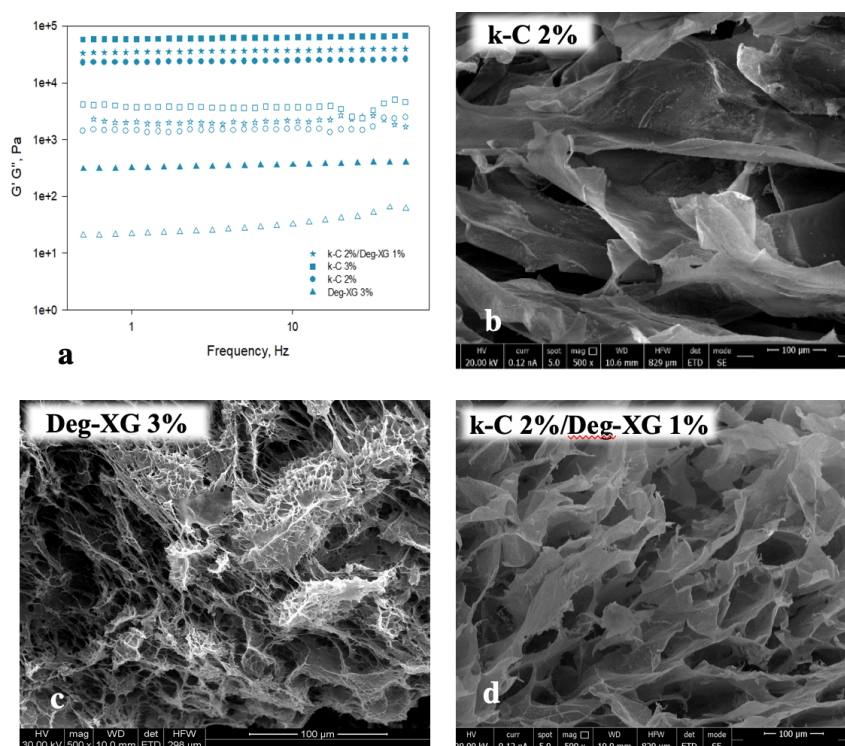 1e+5
1e+4
1e+3
1e+2
1e+1
1e+0
G' G'', Pa
k-C 2%/Deg-XG 1%
k-C 3%
k-C 2%
Deg-XG 3%
1 10
Frequency, Hz
a
k-C 2%
b
HV curr spot mag WD HFW det mode
20.00 kV 0.12 nA 5.0 500 x 10.6 mm 829 µm ETD SE
100 µm
Deg-XG 3%
c
HV mag WD det HFW
30.00 kV 500 x 10.0 mm ETD 298 µm
100 µm
k-C 2%/Deg-XG 1%
d
HV curr spot mag WD HFW det mode
0.12 nA 5.0 500 x 10.9 mm 829 µm ETD SE
100 µm